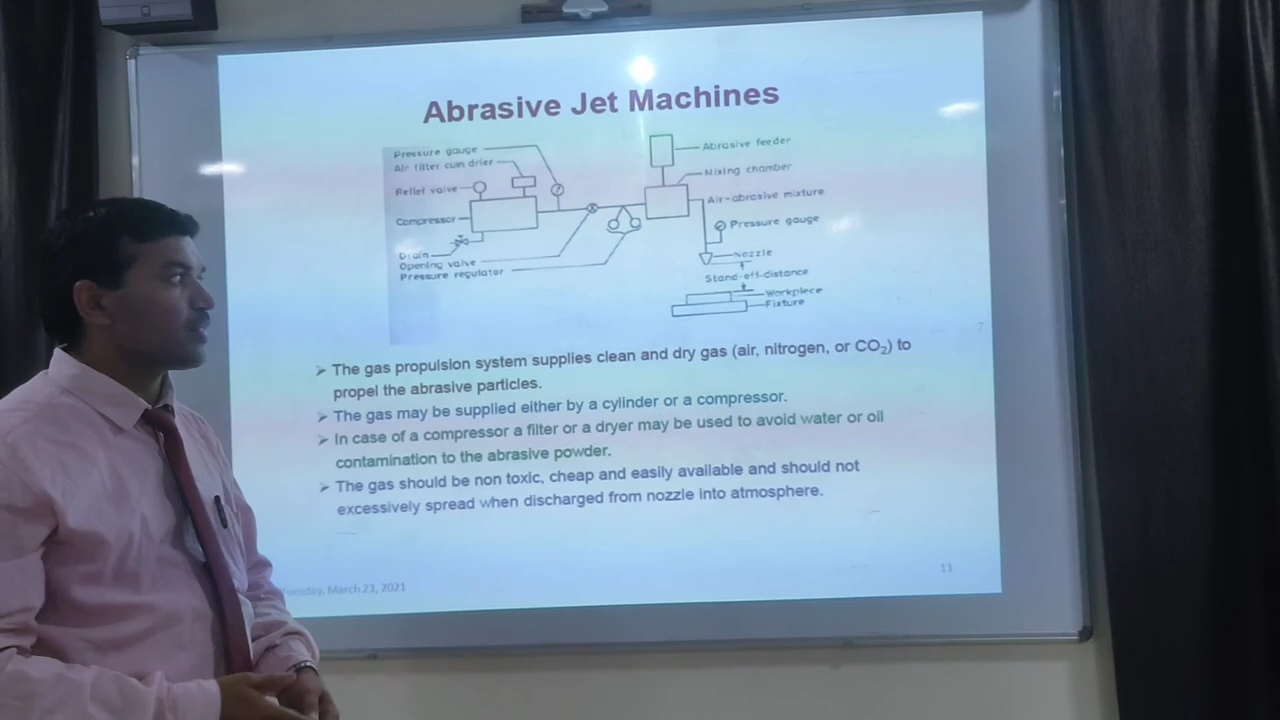 Abrasive Jet Machines
Pressure gauge
Air filter cum drier
Relief valve
Compressor
Drain
Opening valve
Pressure regulator
Abrasive feeder
Mixing chamber
Air-abrasive mixture
Pressure gauge
Nozzle
Stand-off-distance
Workpiece
Fixture
➢ The gas propulsion system supplies clean and dry gas (air, nitrogen, or CO₂) to
propel the abrasive particles.
➢ The gas may be supplied either by a cylinder or a compressor.
➢ In case of a compressor a filter or a dryer may be used to avoid water or oil
contamination to the abrasive powder.
➢ The gas should be non toxic, cheap and easily available and should not
excessively spread when discharged from nozzle into atmosphere.
Tuesday, March 23, 2021
11